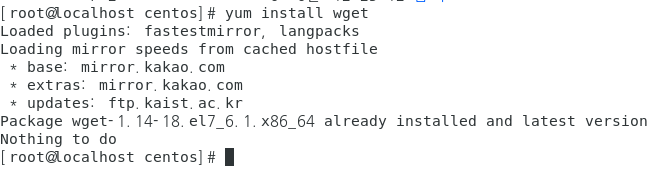 [root@localhost centos]# yum install wget
Loaded plugins: fastestmirror, langpacks
Loading mirror speeds from cached hostfile
 * base: mirror.kakao.com
 * extras: mirror.kakao.com
 * updates: ftp.kaist.ac.kr
Package wget-1.14-18.el7_6.1.x86_64 already installed and latest version
Nothing to do
[root@localhost centos]#